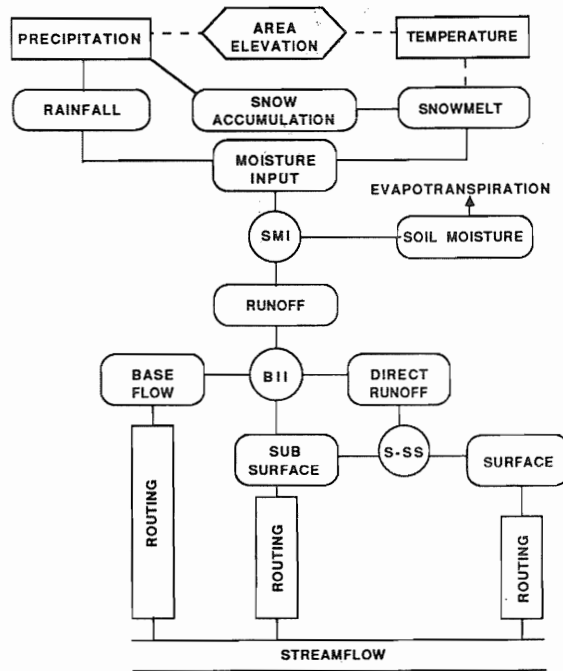 AREA
ELEVATION
PRECIPITATION
TEMPERATURE
RAINFALL
SNOW
ACCUMULATION
SNOWMELT
MOISTURE
INPUT
EVAPOTRANSPIRATION
SMI
SOIL MOISTURE
RUNOFF
BASE
FLOW
BII
DIRECT
RUNOFF
SUB
SURFACE
S-SS
SURFACE
ROUTING
ROUTING
ROUTING
STREAMFLOW